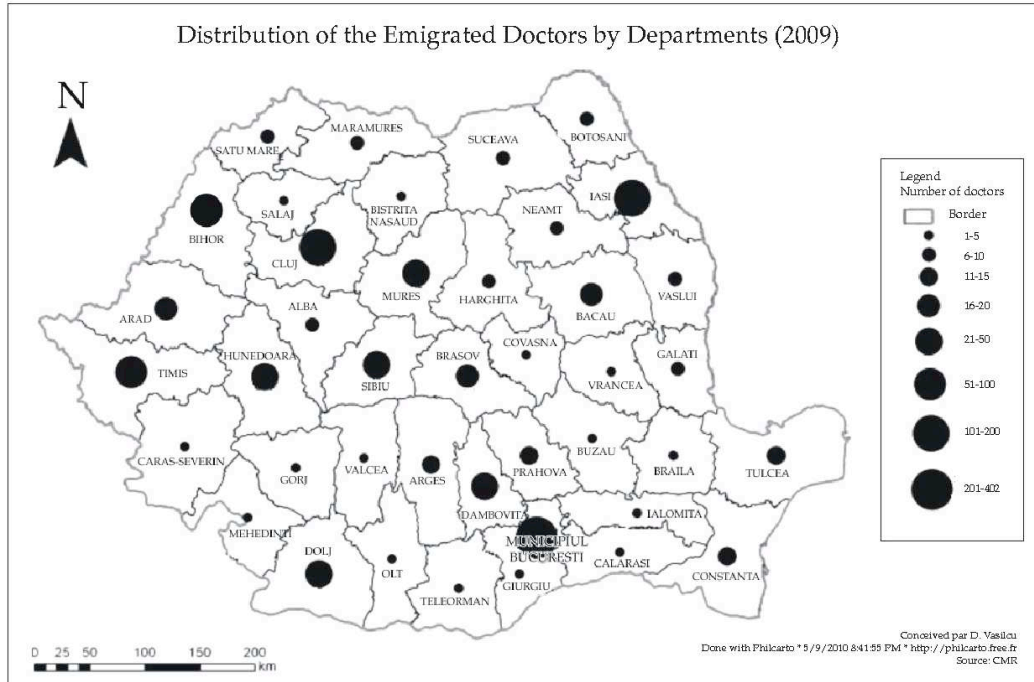 Distribution of the Emigrated Doctors by Departments (2009)
N
MARAMURES
SATU MARE
SUCEAVA
BOTOSANI
SALAJ
BISTRITA
NASAUD
NEAMT
IASI
BIHOR
CLUJ
MURES
HARGHITA
BACAU
VASLUI
ARAD
ALBA
TIMIS
HUNEDOARA
SIBIU
BRASOV
COVASNA
VRANCEA
GALATI
CARAS-SEVERIN
GORJ
VALCEA
ARGES
PRAHOVA
BUZAU
BRAILA
TULCEA
DAMBOVITA
IALOMITA
MEHEDINTI
MUNICIPIUL
BUCURESTI
DOLJ
OLT
TELEORMAN
GIURGIU
CALARASI
CONSTANTA
Legend
Number of doctors
Border
1-5
6-10
11-15
16-20
21-50
51-100
101-200
201-402
0 25 50 100 150 200
km
Conceived par D. Vasilcu
Done with Philcarto * 5/9/2010 8:41:55 PM * http://philcarto.free.fr
Source: CMR